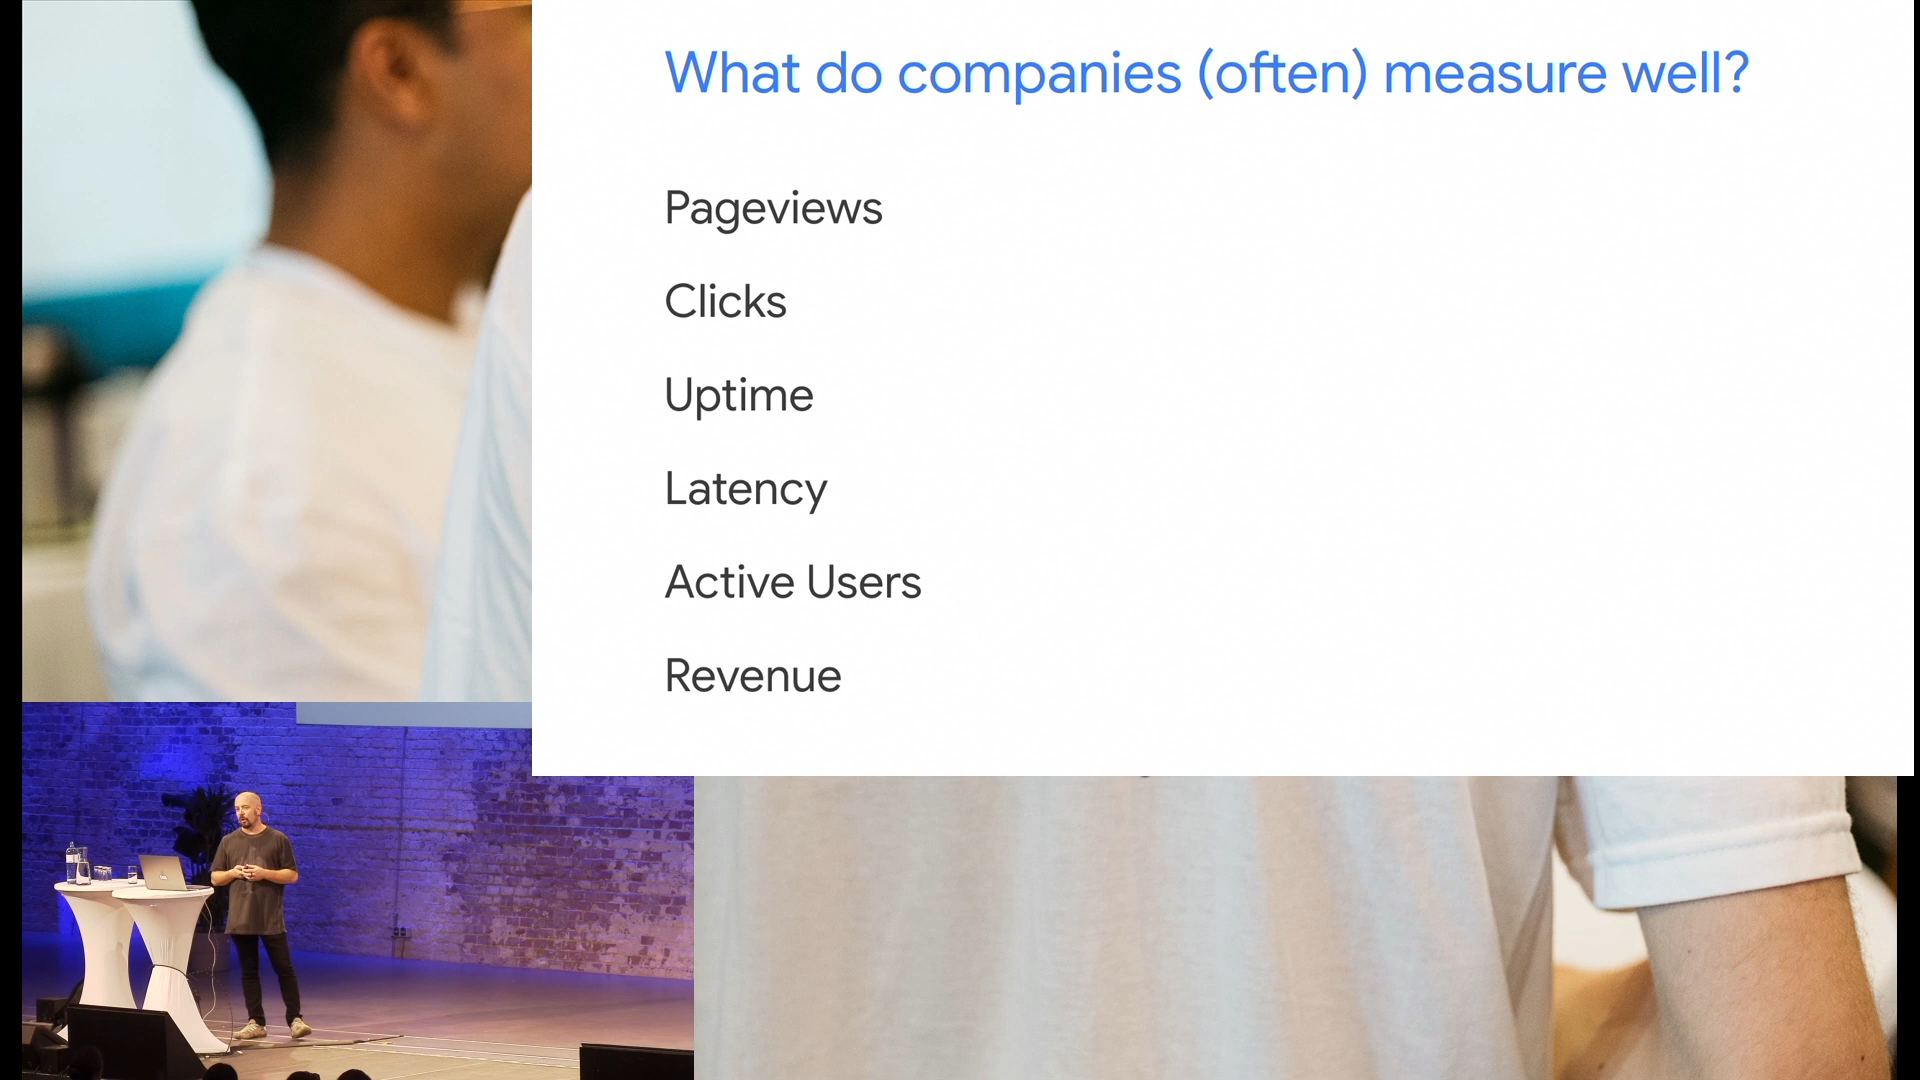 What do companies (often) measure well?
Pageviews
Clicks
Uptime
Latency
Active Users
Revenue